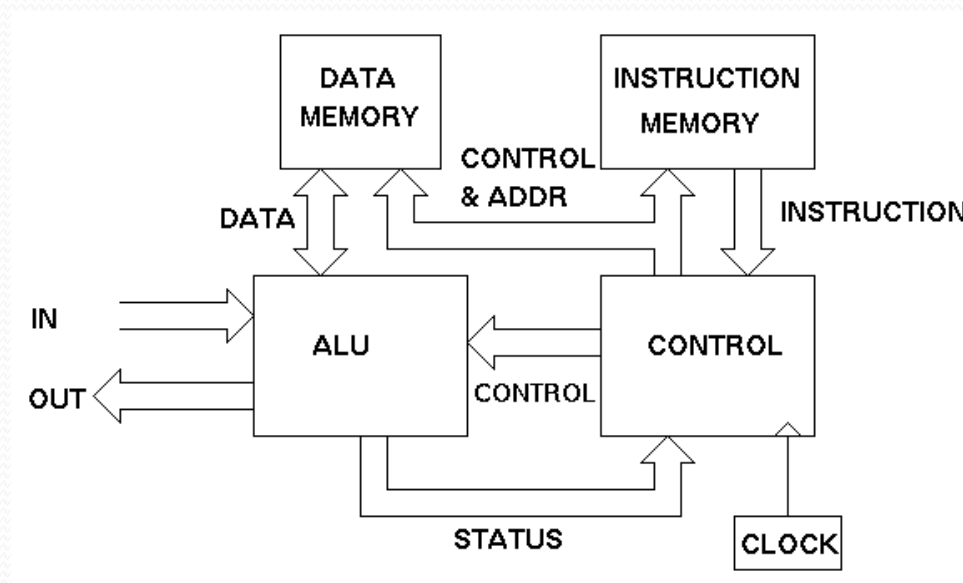 DATA
MEMORY
INSTRUCTION
MEMORY
CONTROL
& ADDR
DATA
INSTRUCTION
IN
ALU
CONTROL
OUT
CONTROL
STATUS
CLOCK